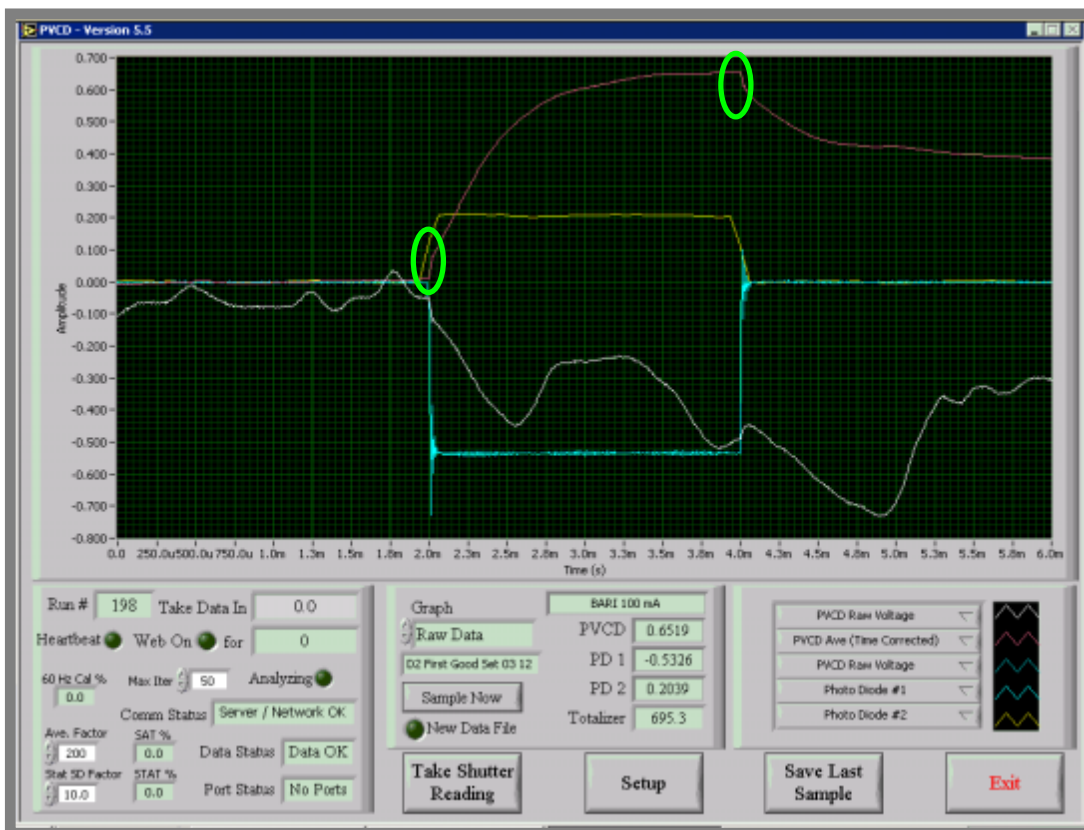 PVCD - Version 5.5
0.700
0.600
0.500
0.400
0.300
0.200
0.100
0.000
-0.100
-0.200
-0.300
-0.400
-0.500
-0.600
-0.700
-0.800
Amplitude
0.0 250.0u 500.0u 750.0u 1.0m 1.3m 1.5m 1.8m 2.0m 2.3m 2.5m 2.8m 3.0m 3.3m 3.5m 3.8m 4.0m 4.3m 4.5m 4.8m 5.0m 5.3m 5.5m 5.8m 6.0m
Time (s)
Run # 198 Take Data In 0.0
Heartbeat Web On for 0
60 Hz Cal % Max Iter 50 Analyzing
0.0
Comm Status Server / Network OK
Ave. Factor SAT %
200 0.0 Data Status Data OK
Stat SD Factor STAT %
10.0 0.0 Port Status No Ports
Graph BARI 100 mA
Raw Data PVCD 0.6519
D2 First Good Set 03 12 PD 1 -0.5326
Sample Now PD 2 0.2039
New Data File Totalizer 695.3
PVCD Raw Voltage
PVCD Ave (Time Corrected)
PVCD Raw Voltage
Photo Diode #1
Photo Diode #2
Take Shutter Reading
Setup
Save Last Sample
Exit